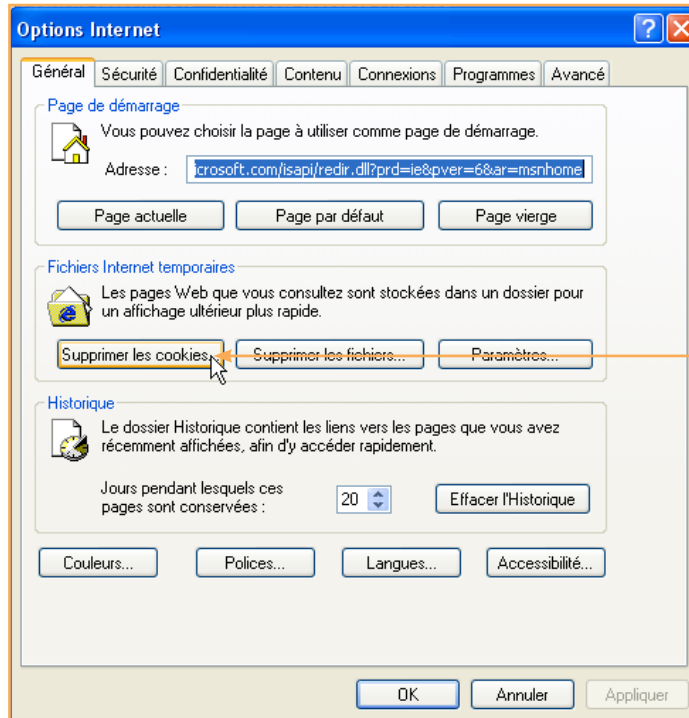 Options Internet
Général Sécurité Confidentialité Contenu Connexions Programmes Avancé
Page de démarrage
Vous pouvez choisir la page à utiliser comme page de démarrage.
Adresse : icrosoft.com/isapi/redir.dll?prd=ie&pver=6&ar=msnhome
Page actuelle Page par défaut Page vierge
Fichiers Internet temporaires
Les pages Web que vous consultez sont stockées dans un dossier pour
un affichage ultérieur plus rapide.
Supprimer les cookies... Supprimer les fichiers... Paramètres...
Historique
Le dossier Historique contient les liens vers les pages que vous avez
récemment affichées, afin d'y accéder rapidement.
Jours pendant lesquels ces
pages sont conservées : 20 Effacer l'Historique
Couleurs... Polices... Langues... Accessibilité...
OK Annuler Appliquer